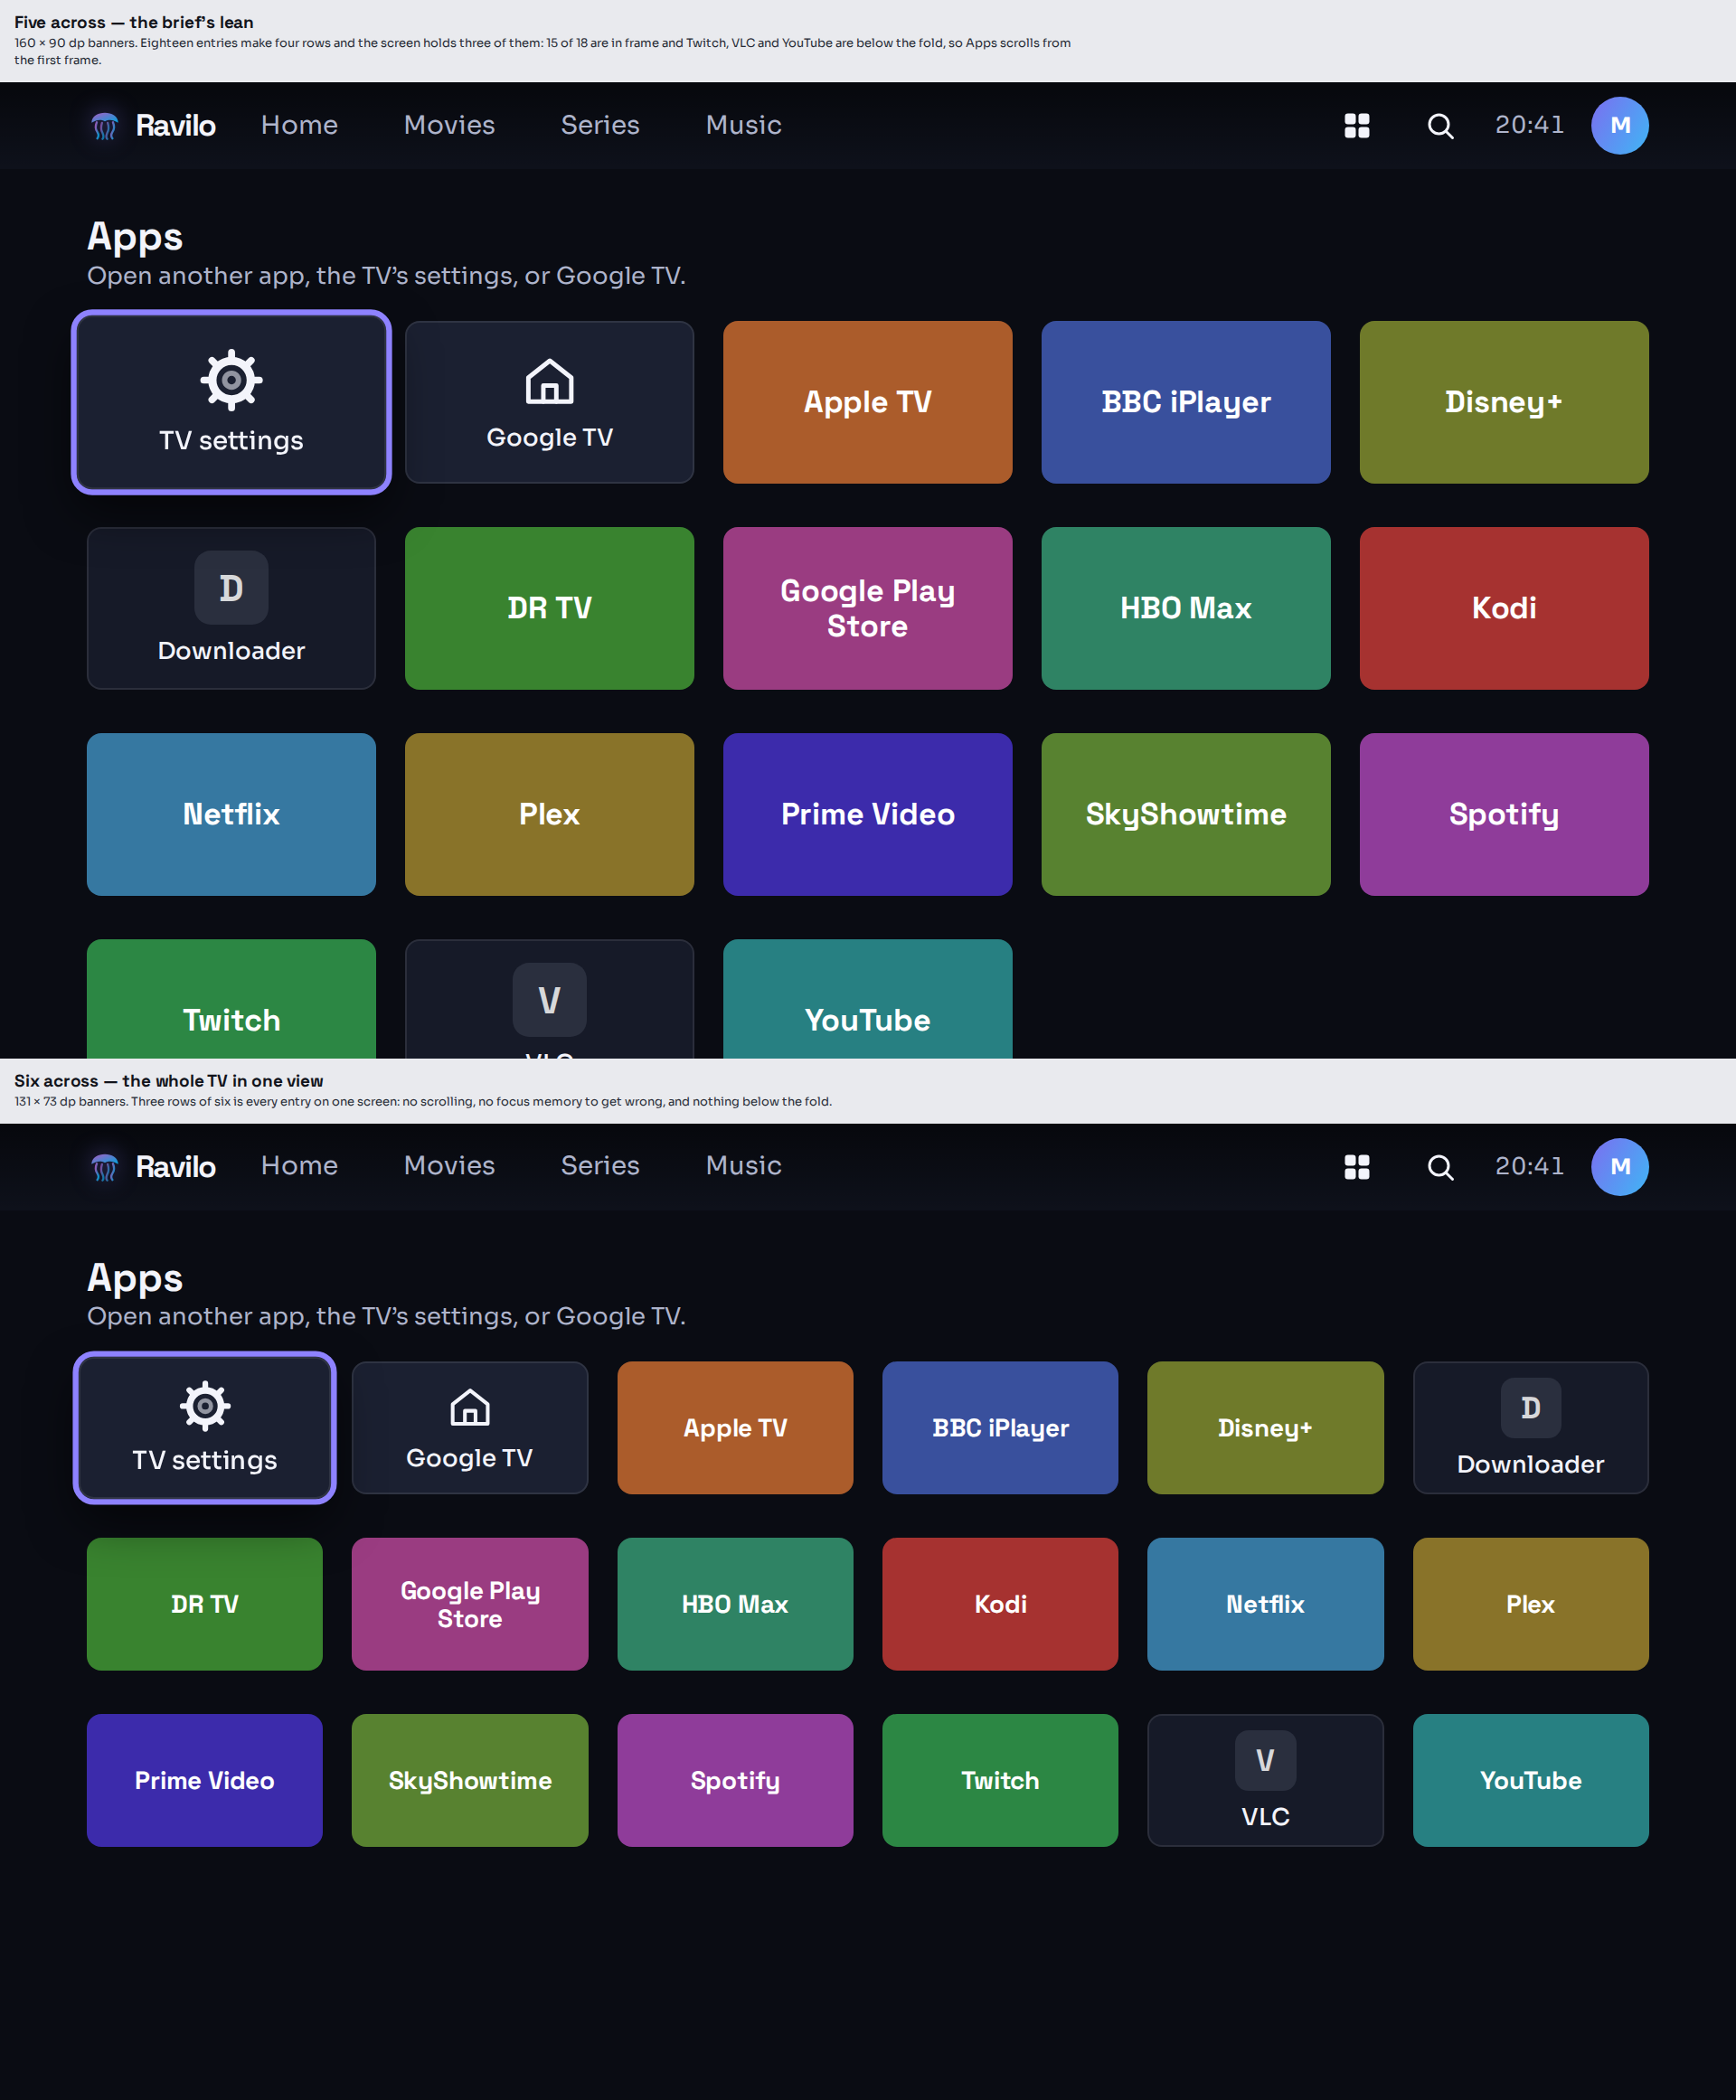 Five across — the brief's lean
160 × 90 dp banners. Eighteen entries make four rows and the screen holds three of them: 15 of 18 are in frame and Twitch, VLC and YouTube are below the fold, so Apps scrolls from
the first frame.
Ravilo Home Movies Series Music 20:41 M
Apps
Open another app, the TV’s settings, or Google TV.
TV settings Google TV Apple TV BBC iPlayer Disney+
D
Downloader DR TV Google Play
Store HBO Max Kodi
Netflix Plex Prime Video SkyShowtime Spotify
Twitch V YouTube
VLC
Six across — the whole TV in one view
131 × 73 dp banners. Three rows of six is every entry on one screen: no scrolling, no focus memory to get wrong, and nothing below the fold.
Ravilo Home Movies Series Music 20:41 M
Apps
Open another app, the TV’s settings, or Google TV.
TV settings Google TV Apple TV BBC iPlayer Disney+ D
Downloader
DR TV Google Play
Store HBO Max Kodi Netflix Plex
Prime Video SkyShowtime Spotify Twitch V
VLC YouTube